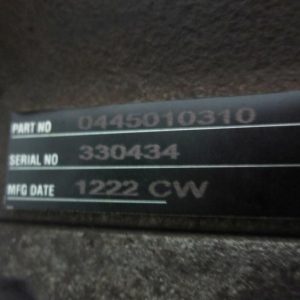 PART NO 0445010310
SERIAL NO 330434
MFG DATE 1222 CW